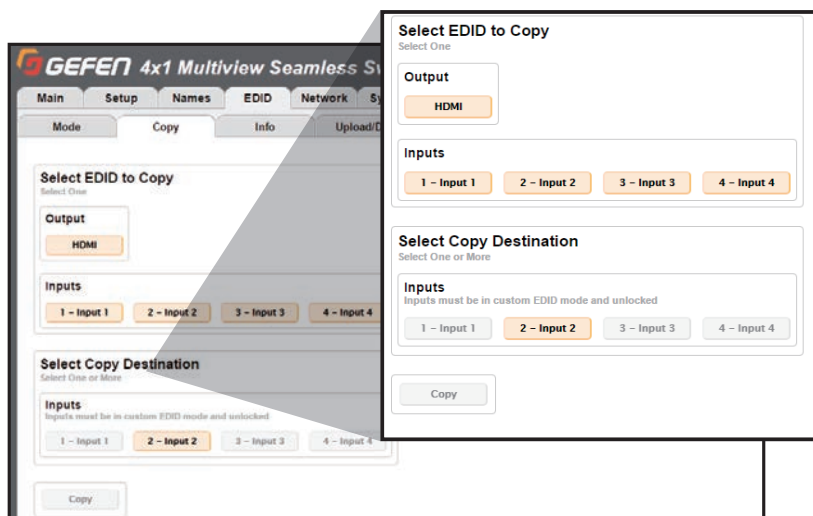 GEFEN 4x1 Multiview Seamless
Main Setup Names EDID Network
Mode Copy Info
Select EDID to Copy
Select One
Output
HDMI
Inputs
1 – Input 1 2 – Input 2 3 – Input 3 4 – Input 4
Select Copy Destination
Select One or More
Inputs
Inputs must be in custom EDID mode and unlocked
1 – Input 1 2 – Input 2 3 – Input 3 4 – Input 4
Copy
Select EDID to Copy
Select One
Output
HDMI
Inputs
1 – Input 1 2 – Input 2 3 – Input 3 4 – Input 4
Select Copy Destination
Select One or More
Inputs
Inputs must be in custom EDID mode and unlocked
1 – Input 1 2 – Input 2 3 – Input 3 4 – Input 4
Copy